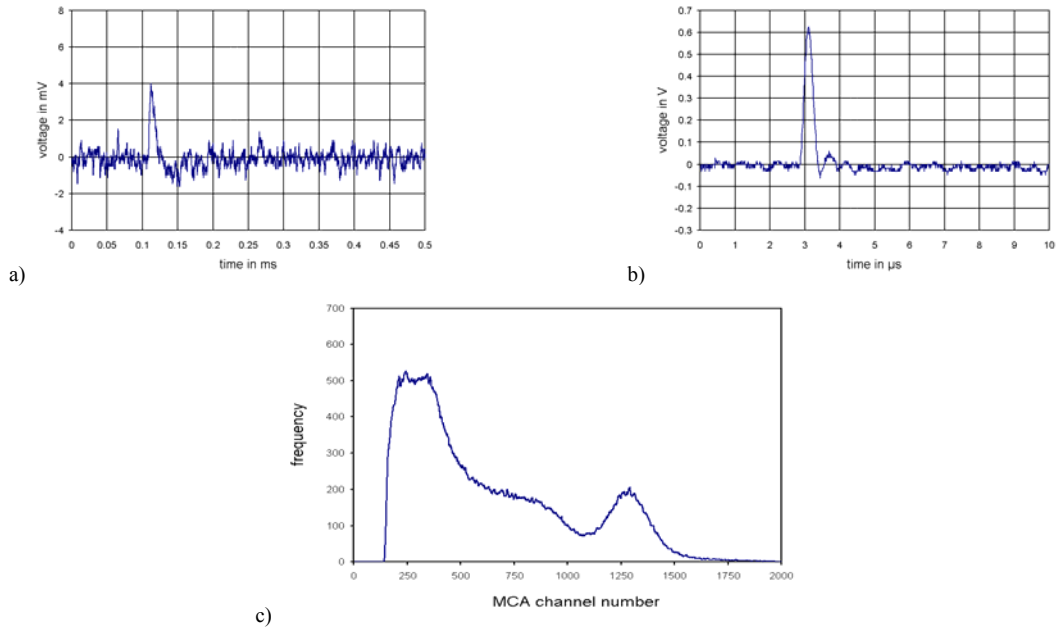 8
6
4
2
0
-2
-4
voltage in mV
0 0.05 0.1 0.15 0.2 0.25 0.3 0.35 0.4 0.45 0.5
time in ms
a)
0.7
0.6
0.5
0.4
0.3
0.2
0.1
0
-0.1
-0.2
-0.3
voltage in V
0 1 2 3 4 5 6 7 8 9 10
time in µs
b)
700
600
500
400
300
200
100
0
frequency
0 250 500 750 1000 1250 1500 1750 2000
MCA channel number
c)